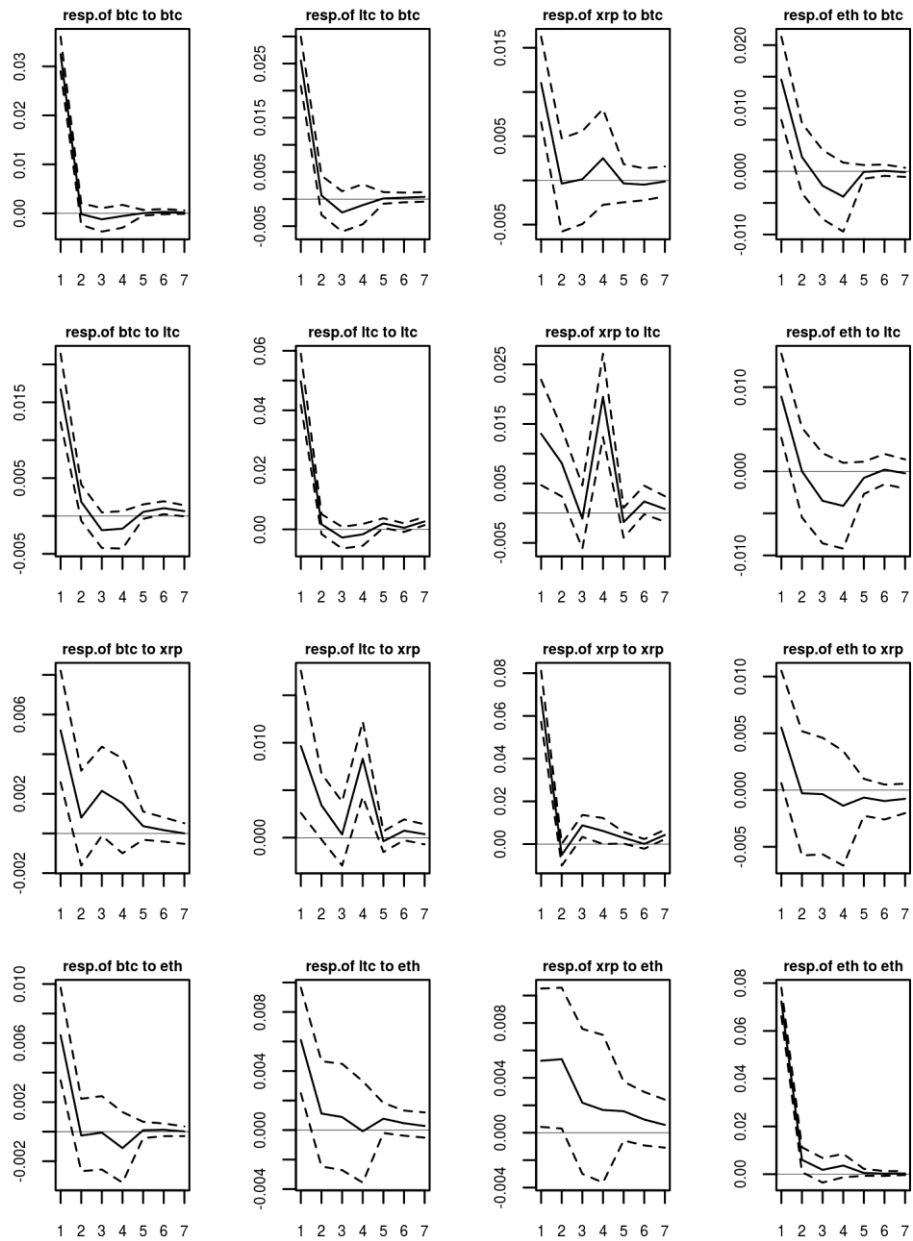 resp.of btc to btc resp.of ltc to btc resp.of xrp to btc resp.of eth to btc
0.00 0.01 0.02 0.03
-0.005 0.005 0.015 0.025
-0.005 0.005 0.015
-0.010 0.000 0.010 0.020
1 2 3 4 5 6 7 1 2 3 4 5 6 7 1 2 3 4 5 6 7 1 2 3 4 5 6 7
resp.of btc to ltc resp.of ltc to ltc resp.of xrp to ltc resp.of eth to ltc
-0.005 0.005 0.015
0.00 0.02 0.04 0.06
-0.005 0.005 0.015 0.025
-0.010 0.000 0.010
1 2 3 4 5 6 7 1 2 3 4 5 6 7 1 2 3 4 5 6 7 1 2 3 4 5 6 7
resp.of btc to xrp resp.of ltc to xrp resp.of xrp to xrp resp.of eth to xrp
-0.002 0.002 0.006
0.000 0.010
0.00 0.02 0.04 0.06 0.08
-0.005 0.000 0.005 0.010
1 2 3 4 5 6 7 1 2 3 4 5 6 7 1 2 3 4 5 6 7 1 2 3 4 5 6 7
resp.of btc to eth resp.of ltc to eth resp.of xrp to eth resp.of eth to eth
-0.002 0.002 0.006 0.010
-0.004 0.000 0.004 0.008
-0.004 0.000 0.004 0.008
0.00 0.02 0.04 0.06 0.08
1 2 3 4 5 6 7 1 2 3 4 5 6 7 1 2 3 4 5 6 7 1 2 3 4 5 6 7